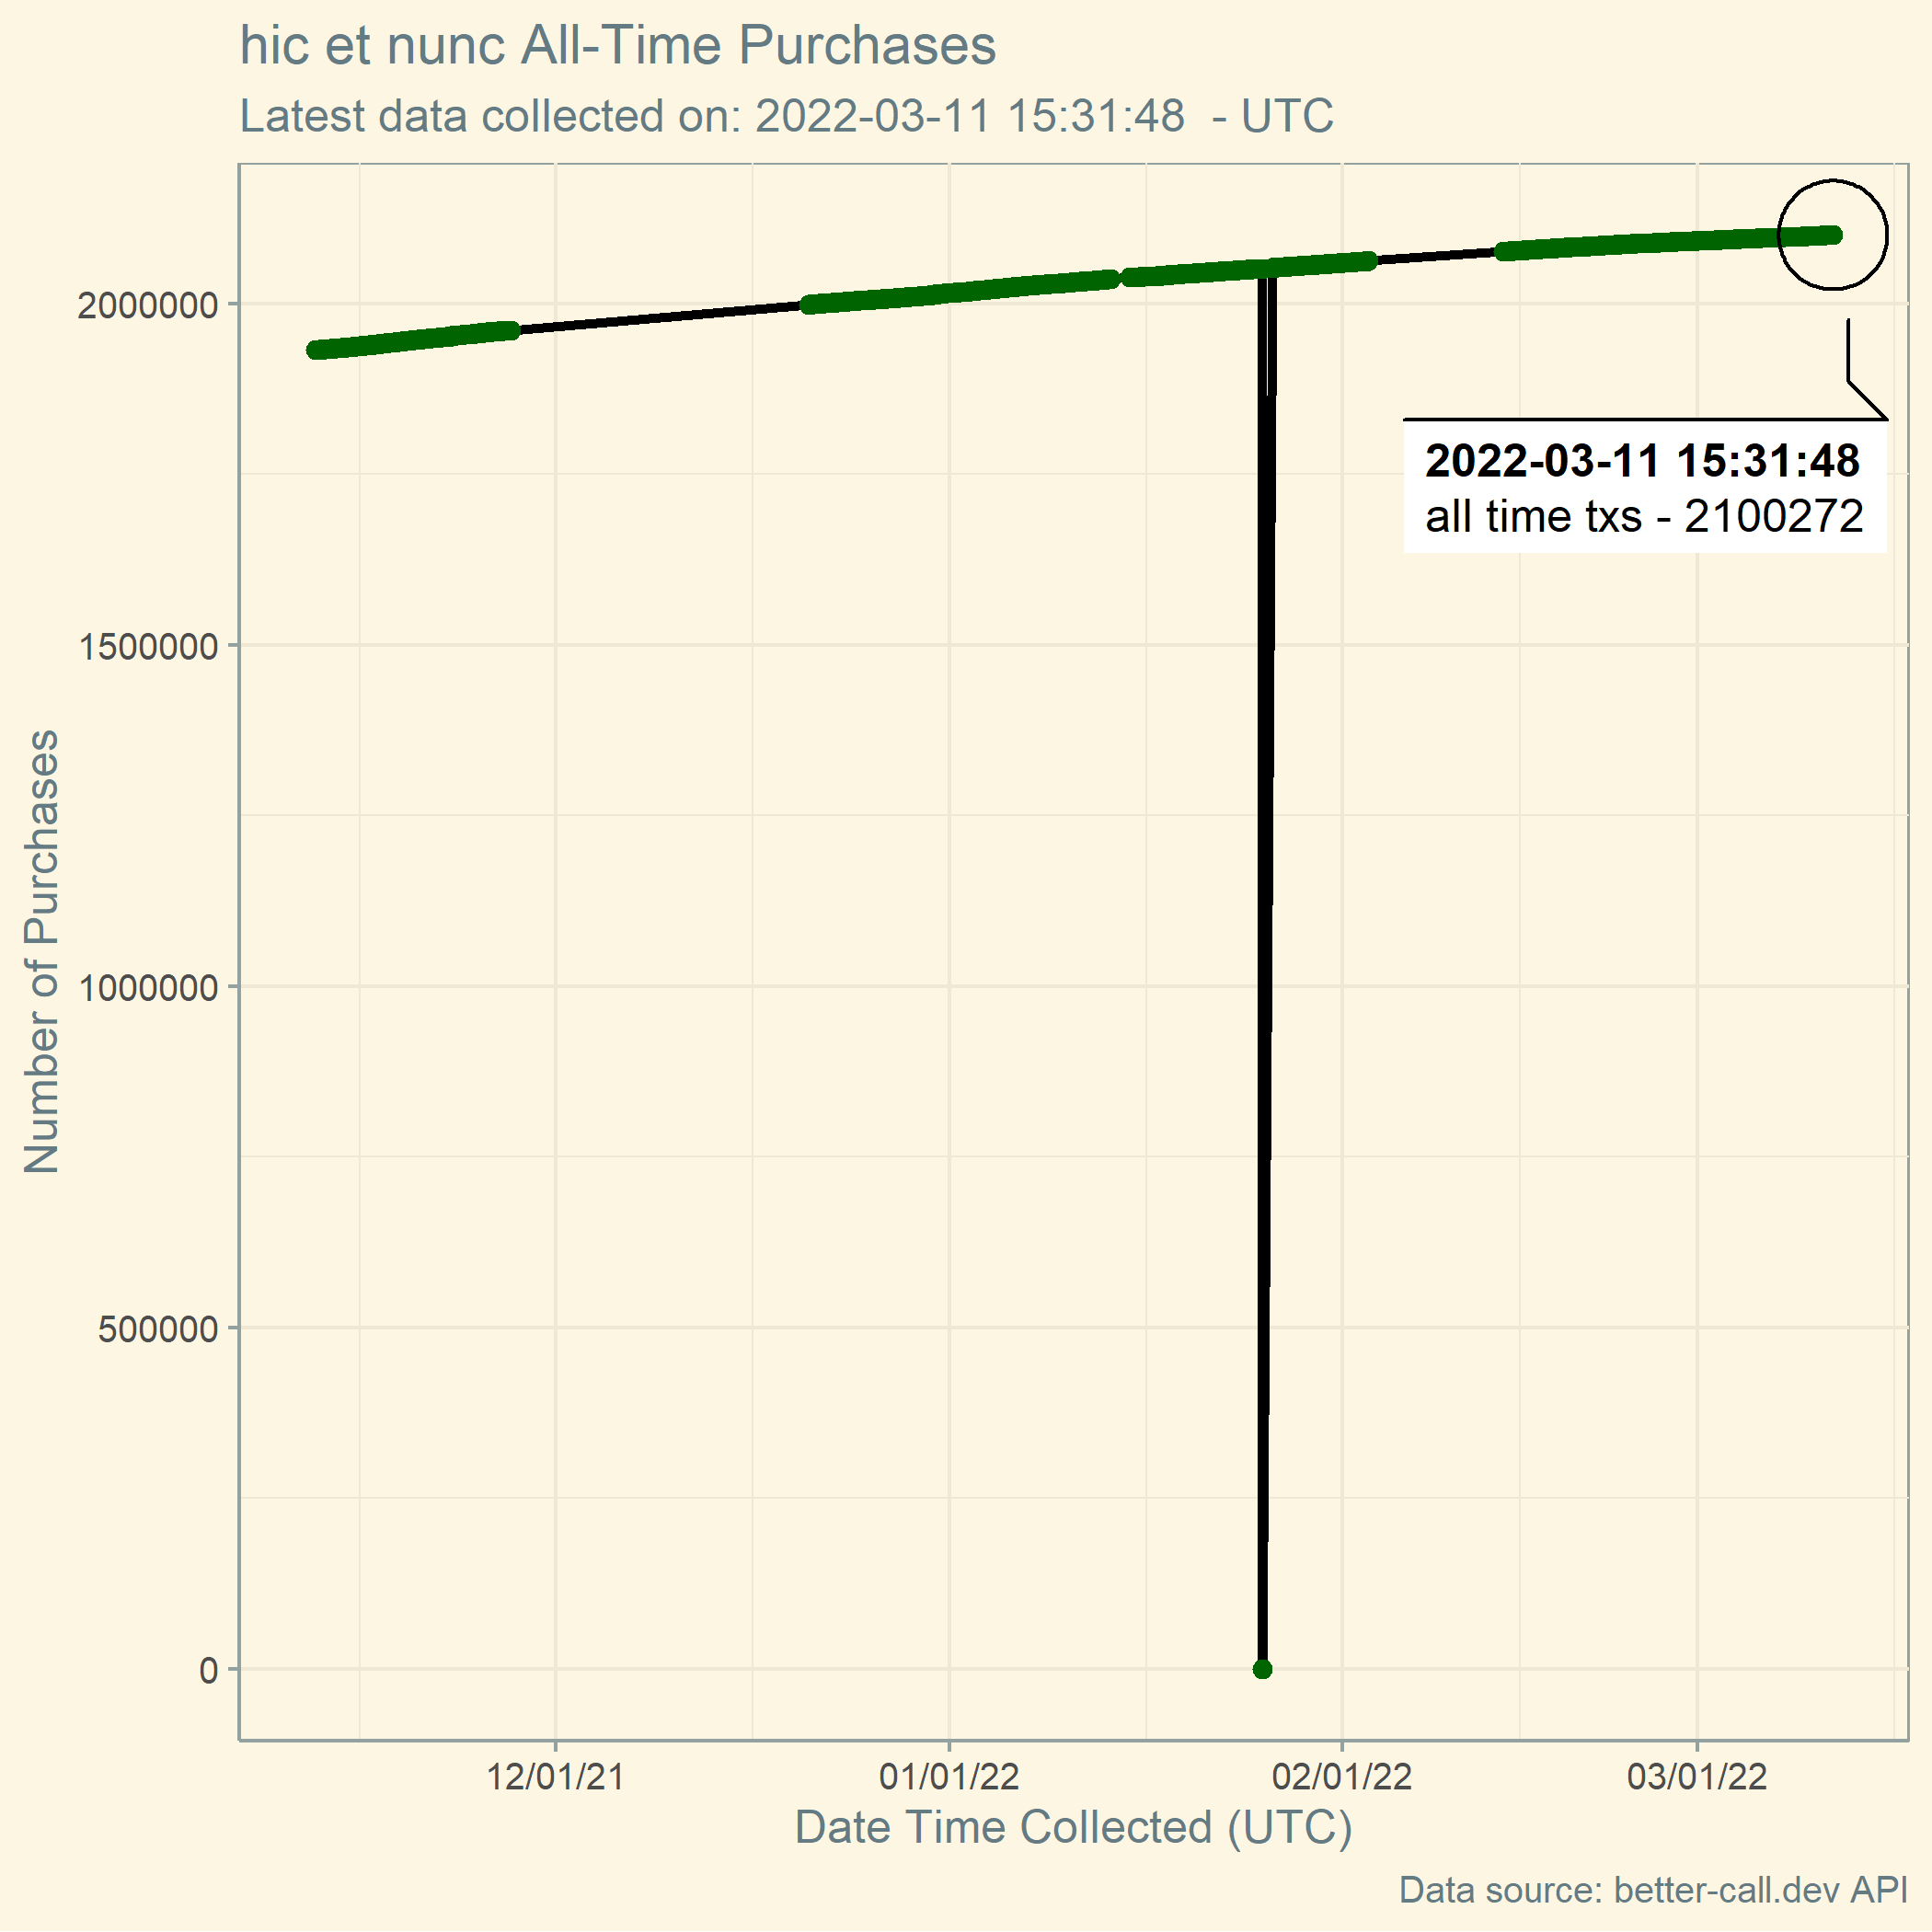 hic et nunc All-Time Purchases
Latest data collected on: 2022-03-11 15:31:48  - UTC
2000000
1500000
1000000
500000
0
Number of Purchases
2022-03-11 15:31:48
all time txs - 2100272
12/01/21 01/01/22 02/01/22 03/01/22
Date Time Collected (UTC)
Data source: better-call.dev API